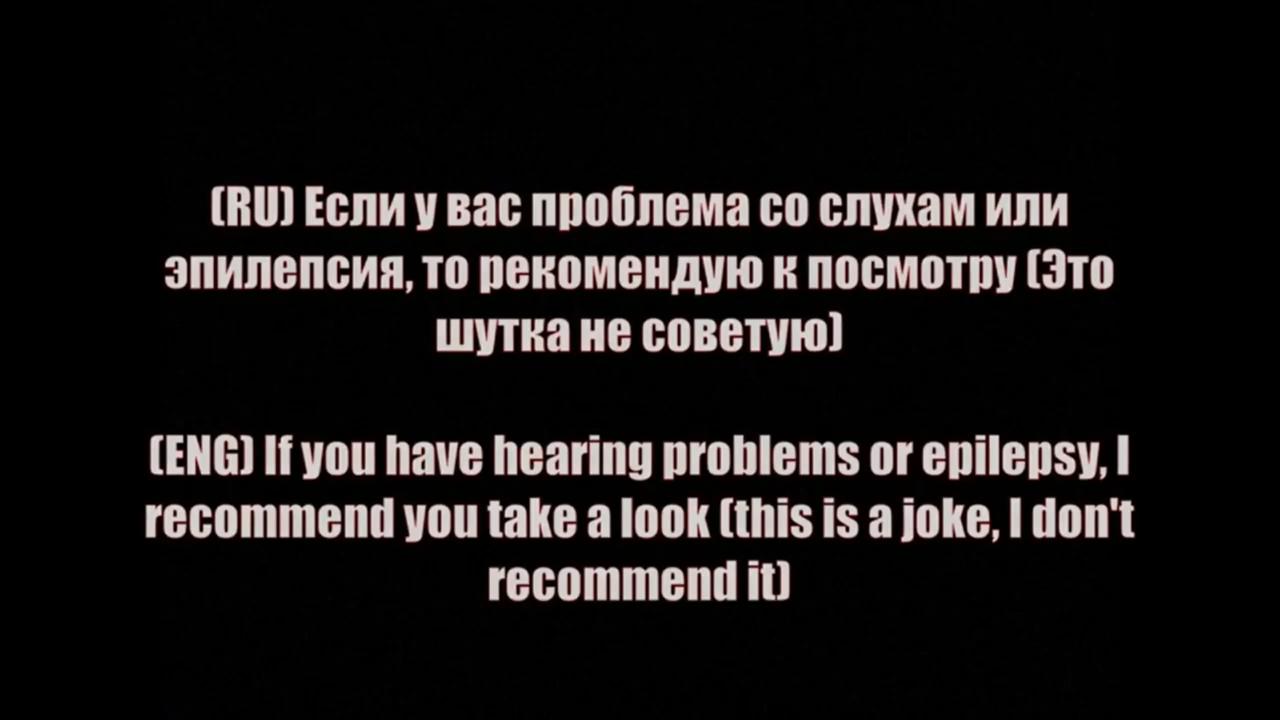 (RU) Если у вас проблема со слухам или
эпилепсия, то рекомендую к посмотру (Это
шутка не советую)
(ENG) If you have hearing problems or epilepsy, I
recommend you take a look (this is a joke, I don't
recommend it)